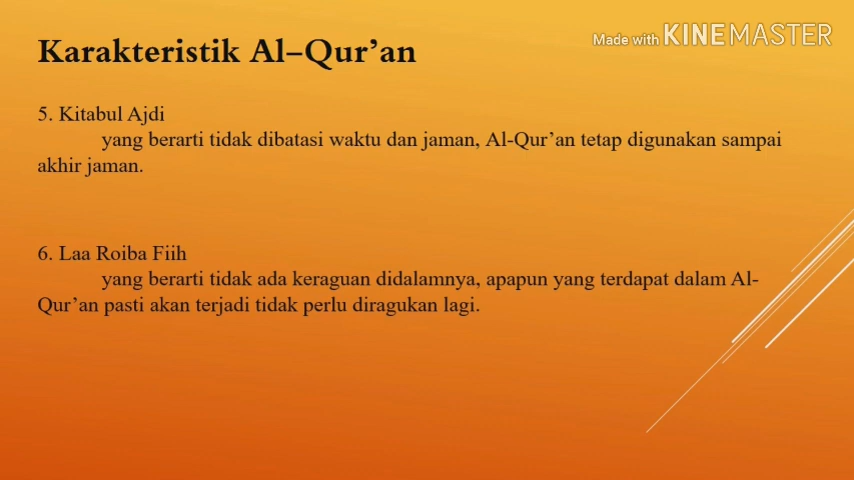 Karakteristik Al–Qur’an
Made with KINEMASTER
5. Kitabul Ajdi
yang berarti tidak dibatasi waktu dan jaman, Al-Qur’an tetap digunakan sampai
akhir jaman.
6. Laa Roiba Fiih
yang berarti tidak ada keraguan didalamnya, apapun yang terdapat dalam Al-
Qur’an pasti akan terjadi tidak perlu diragukan lagi.